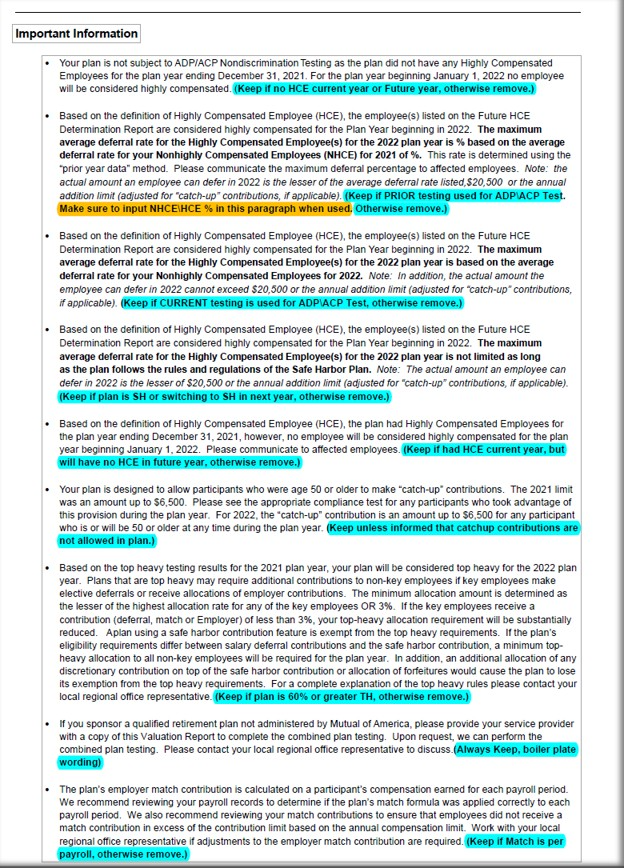 Important Information
• Your plan is not subject to ADP/ACP Nondiscrimination Testing as the plan did not have any Highly Compensated
Employees for the plan year ending December 31, 2021. For the plan year beginning January 1, 2022 no employee
will be considered highly compensated. (Keep if no HCE current year or Future year, otherwise remove.)
• Based on the definition of Highly Compensated Employee (HCE), the employee(s) listed on the Future HCE
Determination Report are considered highly compensated for the Plan Year beginning in 2022. The maximum
average deferral rate for the Highly Compensated Employee(s) for the 2022 plan year is % based on the average
deferral rate for your Nonhighly Compensated Employees (NHCE) for 2021 of %. This rate is determined using the
"prior year data" method. Please communicate the maximum deferral percentage to affected employees. Note: the
actual amount an employee can defer in 2022 is the lesser of the average deferral rate listed,$20,500 or the annual
addition limit (adjusted for "catch-up" contributions, if applicable). (Keep if PRIOR testing used for ADP\ACP Test.
Make sure to input NHCE\HCE % in this paragraph when used. Otherwise remove.)
• Based on the definition of Highly Compensated Employee (HCE), the employee(s) listed on the Future HCE
Determination Report are considered highly compensated for the Plan Year beginning in 2022. The maximum
average deferral rate for the Highly Compensated Employee(s) for the 2022 plan year is based on the average
deferral rate for your Nonhighly Compensated Employees for 2022. Note: In addition, the actual amount the
employee can defer in 2022 cannot exceed $20,500 or the annual addition limit (adjusted for "catch-up" contributions,
if applicable). (Keep if CURRENT testing is used for ADP\ACP Test, otherwise remove.)
• Based on the definition of Highly Compensated Employee (HCE), the employee(s) listed on the Future HCE
Determination Report are considered highly compensated for the Plan Year beginning in 2022. The maximum
average deferral rate for the Highly Compensated Employee(s) for the 2022 plan year is not limited as long
as the plan follows the rules and regulations of the Safe Harbor Plan. Note: The actual amount an employee can
defer in 2022 is the lesser of $20,500 or the annual addition limit (adjusted for "catch-up" contributions, if applicable).
(Keep if plan is SH or switching to SH in next year, otherwise remove.)
• Based on the definition of Highly Compensated Employee (HCE), the plan had Highly Compensated Employees for
the plan year ending December 31, 2021, however, no employee will be considered highly compensated for the plan
year beginning January 1, 2022. Please communicate to affected employees. (Keep if had HCE current year, but
will have no HCE in future year, otherwise remove.)
• Your plan is designed to allow participants who were age 50 or older to make "catch-up" contributions. The 2021 limit
was an amount up to $6,500. Please see the appropriate compliance test for any participants who took advantage of
this provision during the plan year. For 2022, the "catch-up" contribution is an amount up to $6,500 for any participant
who is or will be 50 or older at any time during the plan year. (Keep unless informed that catchup contributions are
not allowed in plan.)
• Based on the top heavy testing results for the 2021 plan year, your plan will be considered top heavy for the 2022 plan
year. Plans that are top heavy may require additional contributions to non-key employees if key employees make
elective deferrals or receive allocations of employer contributions. The minimum allocation amount is determined as
the lesser of the highest allocation rate for any of the key employees OR 3%. If the key employees receive a
contribution (deferral, match or Employer) of less than 3%, your top-heavy allocation requirement will be substantially
reduced. Aplan using a safe harbor contribution feature is exempt from the top heavy requirements. If the plan's
eligibility requirements differ between salary deferral contributions and the safe harbor contribution, a minimum top-
heavy allocation to all non-key employees will be required for the plan year. In addition, an additional allocation of any
discretionary contribution on top of the safe harbor contribution or allocation of forfeitures would cause the plan to lose
its exemption from the top heavy requirements. For a complete explanation of the top heavy rules please contact your
local regional office representative. (Keep if plan is 60% or greater TH, otherwise remove.)
• If you sponsor a qualified retirement plan not administered by Mutual of America, please provide your service provider
with a copy of this Valuation Report to complete the combined plan testing. Upon request, we can perform the
combined plan testing. Please contact your local regional office representative to discuss.(Always Keep, boiler plate
wording)
• The plan's employer match contribution is calculated on a participant's compensation earned for each payroll period.
We recommend reviewing your payroll records to determine if the plan's match formula was applied correctly to each
payroll period. We also recommend reviewing your match contributions to ensure that employees did not receive a
match contribution in excess of the contribution limit based on the annual compensation limit. Work with your local
regional office representative if adjustments to the employer match contribution are required. (Keep if Match is per
payroll, otherwise remove.)